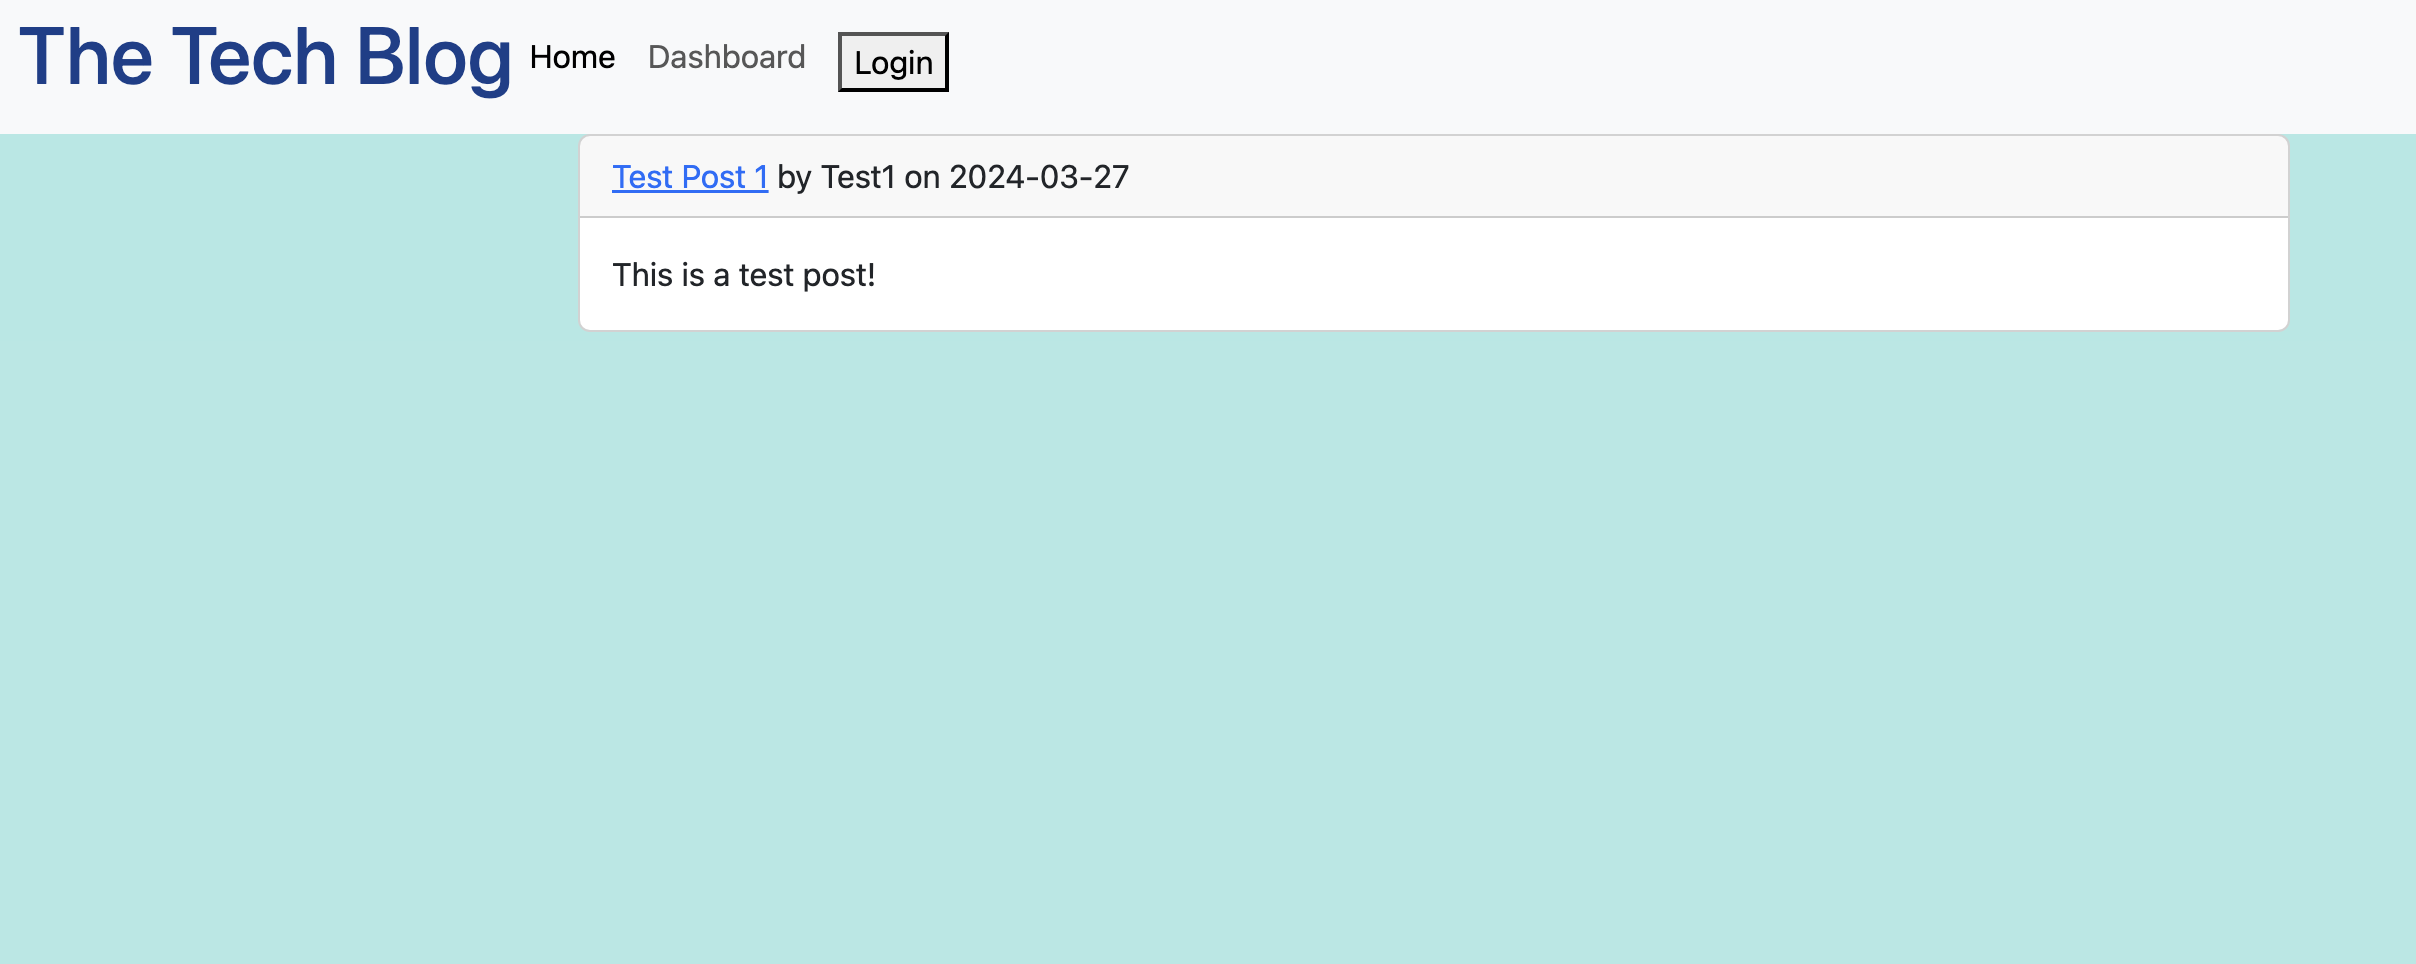 The Tech Blog Home Dashboard Login
Test Post 1 by Test1 on 2024-03-27
This is a test post!